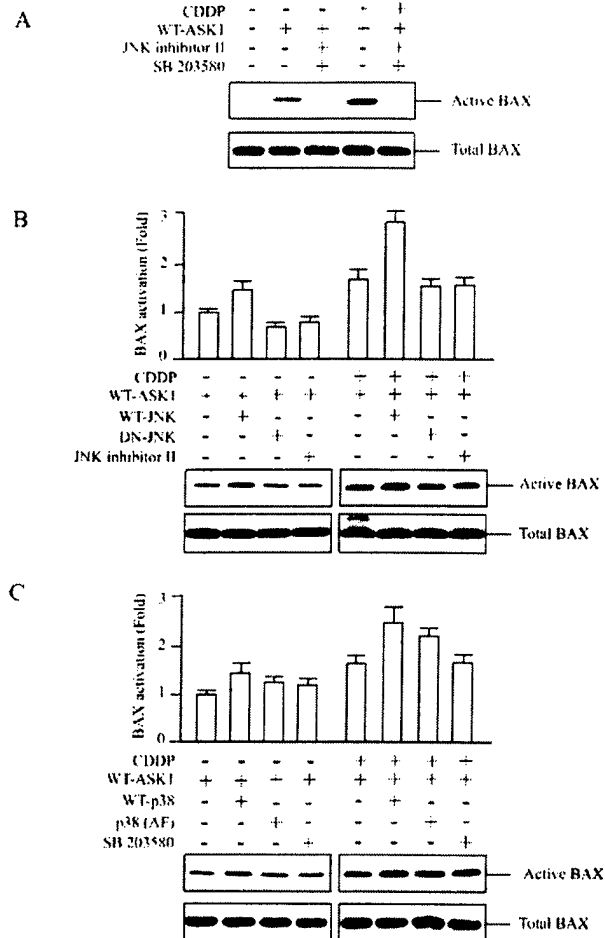 A
CDDP - - - + +
WT-ASK1 - + + + +
JNK inhibitor II - - + - +
SB 203580 - - + - +
Active BAX
Total BAX
B
BAX activation (Fold)
3
2
1
0
CDDP - - - - + + + +
WT-ASK1 + + + + + + + +
WT-JNK - + - - - + - -
DN-JNK - - + - - - + -
JNK inhibitor II - - - + - - - +
Active BAX
Total BAX
C
BAX activation (Fold)
3
2
1
0
CDDP - - - - + + + +
WT-ASK1 + + + + + + + +
WT-p38 - + - - - + - -
p38 (AF) - - + - - - + -
SB 203580 - - - + - - - +
Active BAX
Total BAX